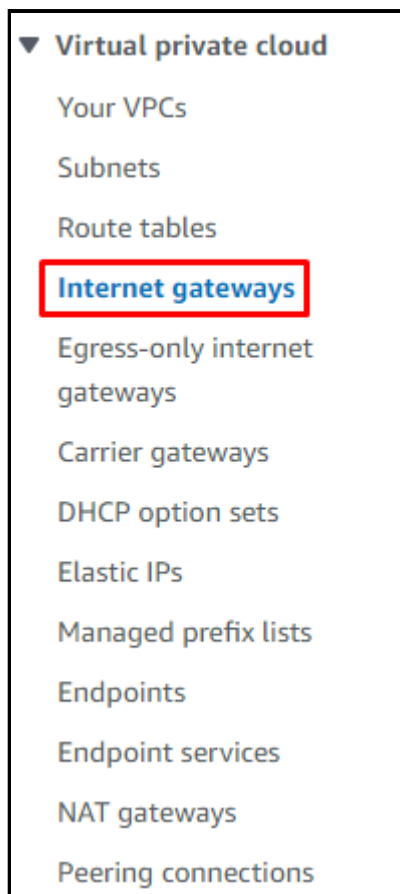 Virtual private cloud
Your VPCs
Subnets
Route tables
Internet gateways
Egress-only internet
gateways
Carrier gateways
DHCP option sets
Elastic IPs
Managed prefix lists
Endpoints
Endpoint services
NAT gateways
Peering connections